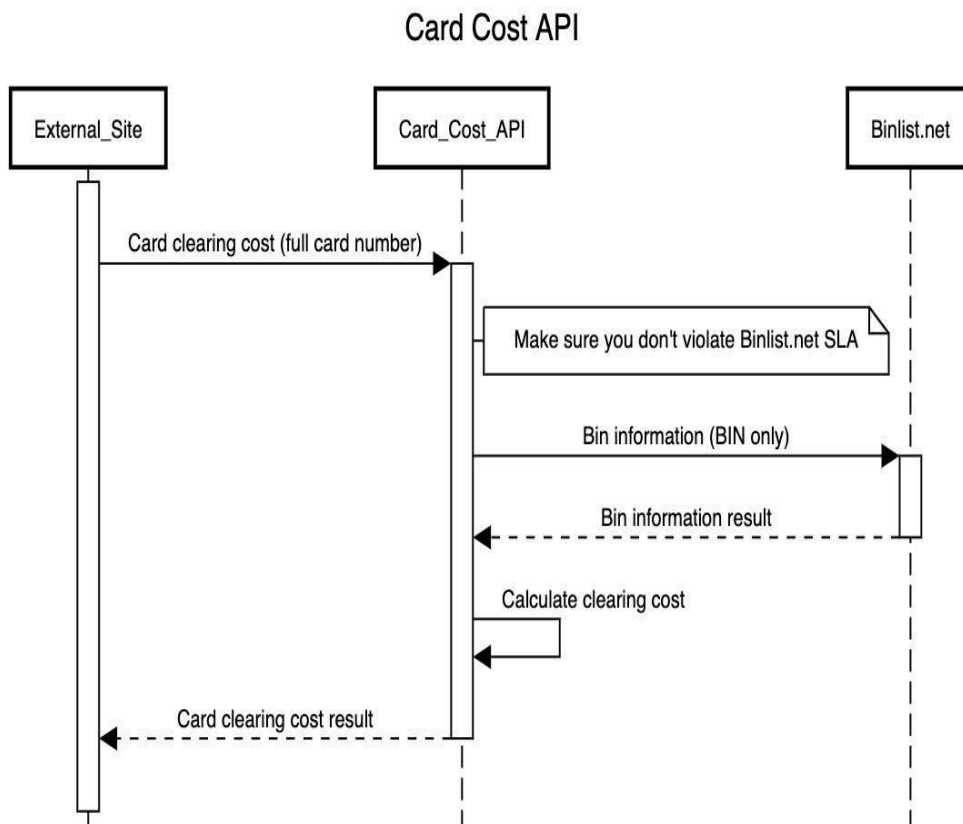 Card Cost API
External_Site
Card_Cost_API
Binlist.net
Card clearing cost (full card number)
Make sure you don't violate Binlist.net SLA
Bin information (BIN only)
Bin information result
Calculate clearing cost
Card clearing cost result